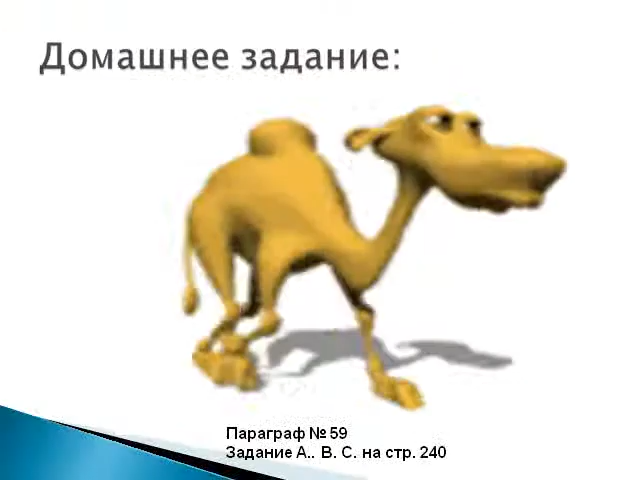 Домашнее задание:
Параграф № 59
Задание А.. В. С. на стр. 240